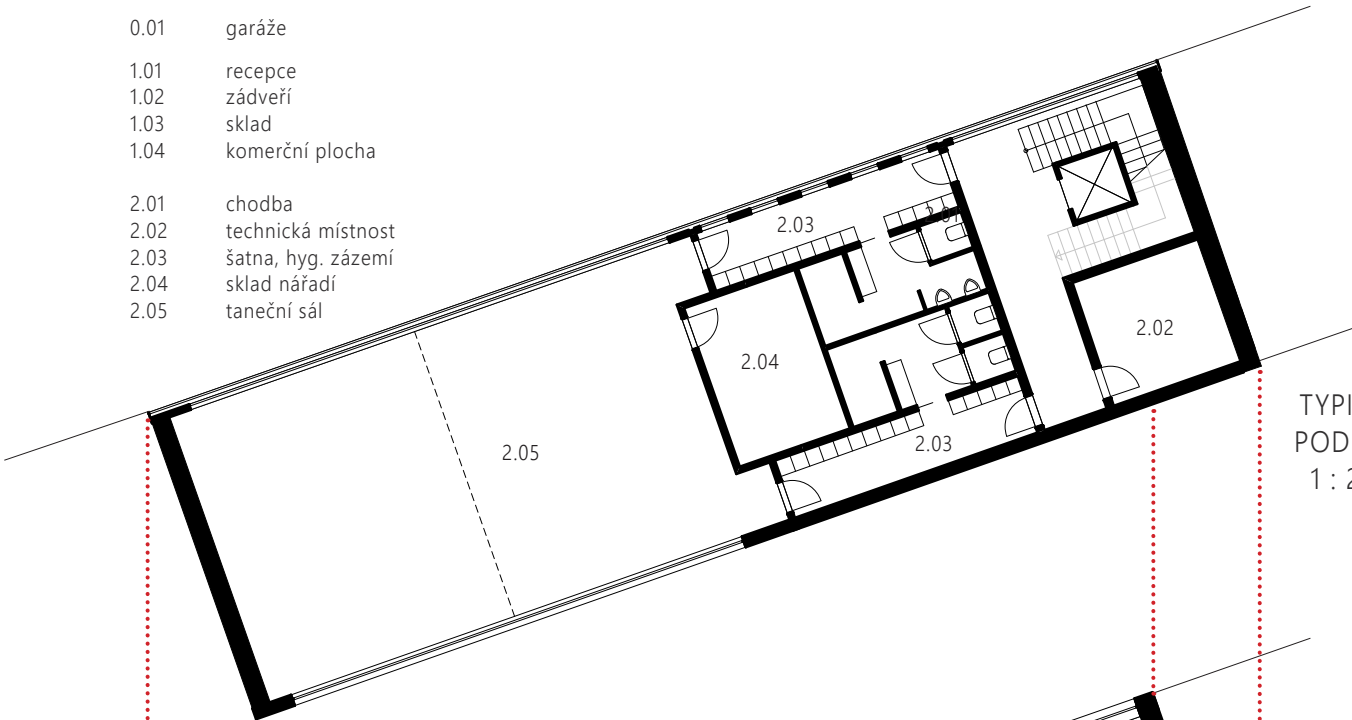 0.01 garáže
1.01 recepce
1.02 zádveří
1.03 sklad
1.04 komerční plocha
2.01 chodba
2.02 technická místnost
2.03 šatna, hyg. zázemí
2.04 sklad nářadí
2.05 taneční sál
2.03
2.01
2.02
2.04
2.03
2.05
TYPI
POD
1 : 2